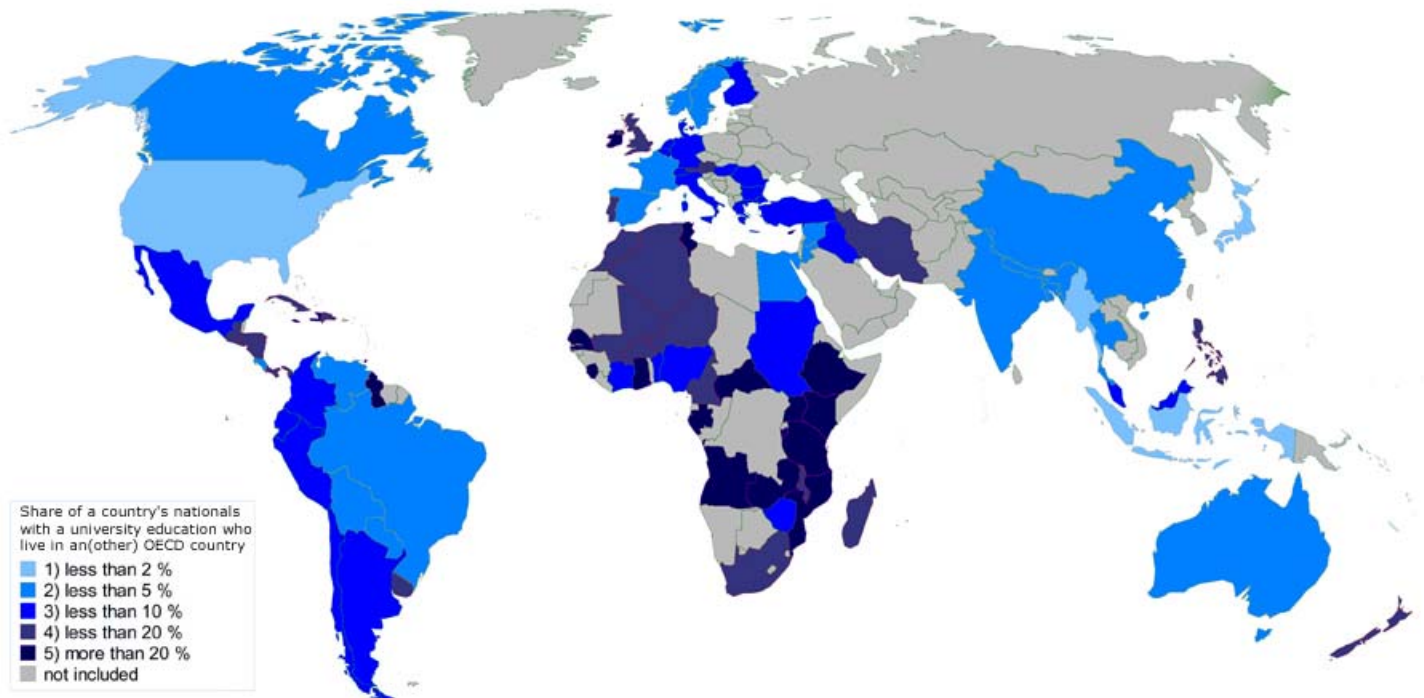 Share of a country's nationals
with a university education who
live in an(other) OECD country
1) less than 2 %
2) less than 5 %
3) less than 10 %
4) less than 20 %
5) more than 20 %
not included